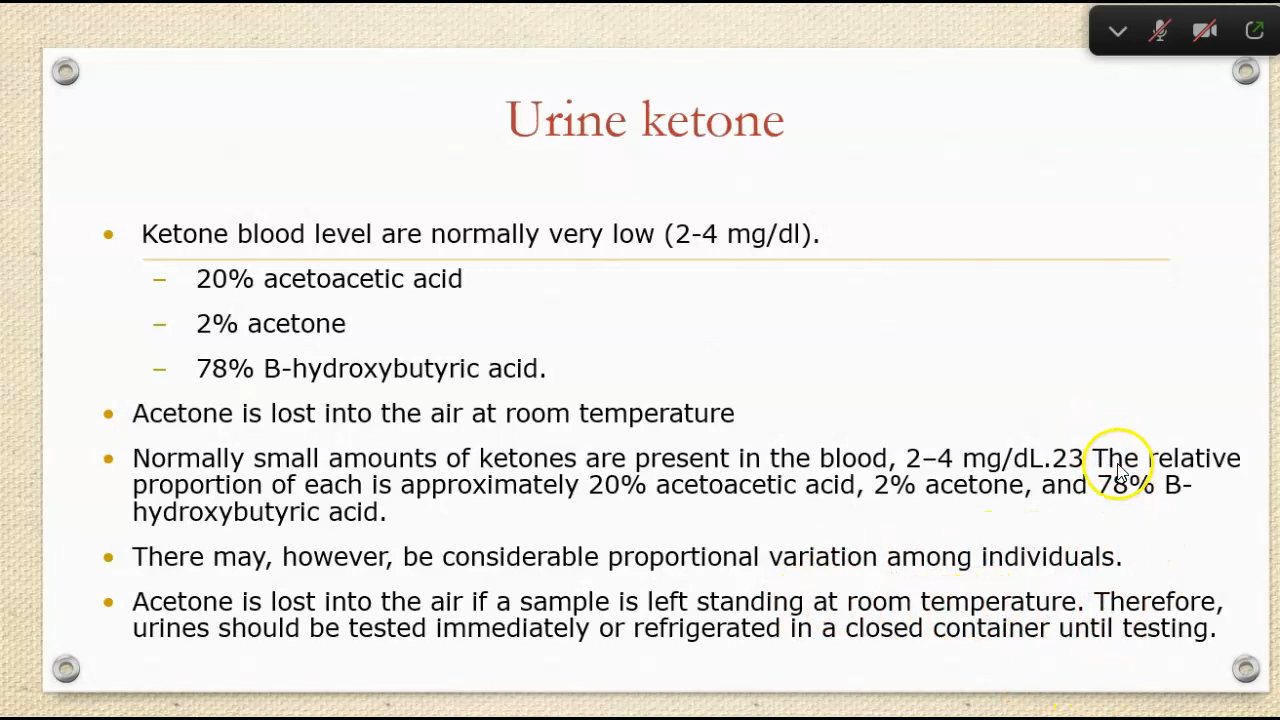 Urine ketone
• Ketone blood level are normally very low (2-4 mg/dl).
– 20% acetoacetic acid
– 2% acetone
– 78% B-hydroxybutyric acid.
• Acetone is lost into the air at room temperature
• Normally small amounts of ketones are present in the blood, 2–4 mg/dL.23 The relative
proportion of each is approximately 20% acetoacetic acid, 2% acetone, and 78% B-
hydroxybutyric acid.
• There may, however, be considerable proportional variation among individuals.
• Acetone is lost into the air if a sample is left standing at room temperature. Therefore,
urines should be tested immediately or refrigerated in a closed container until testing.